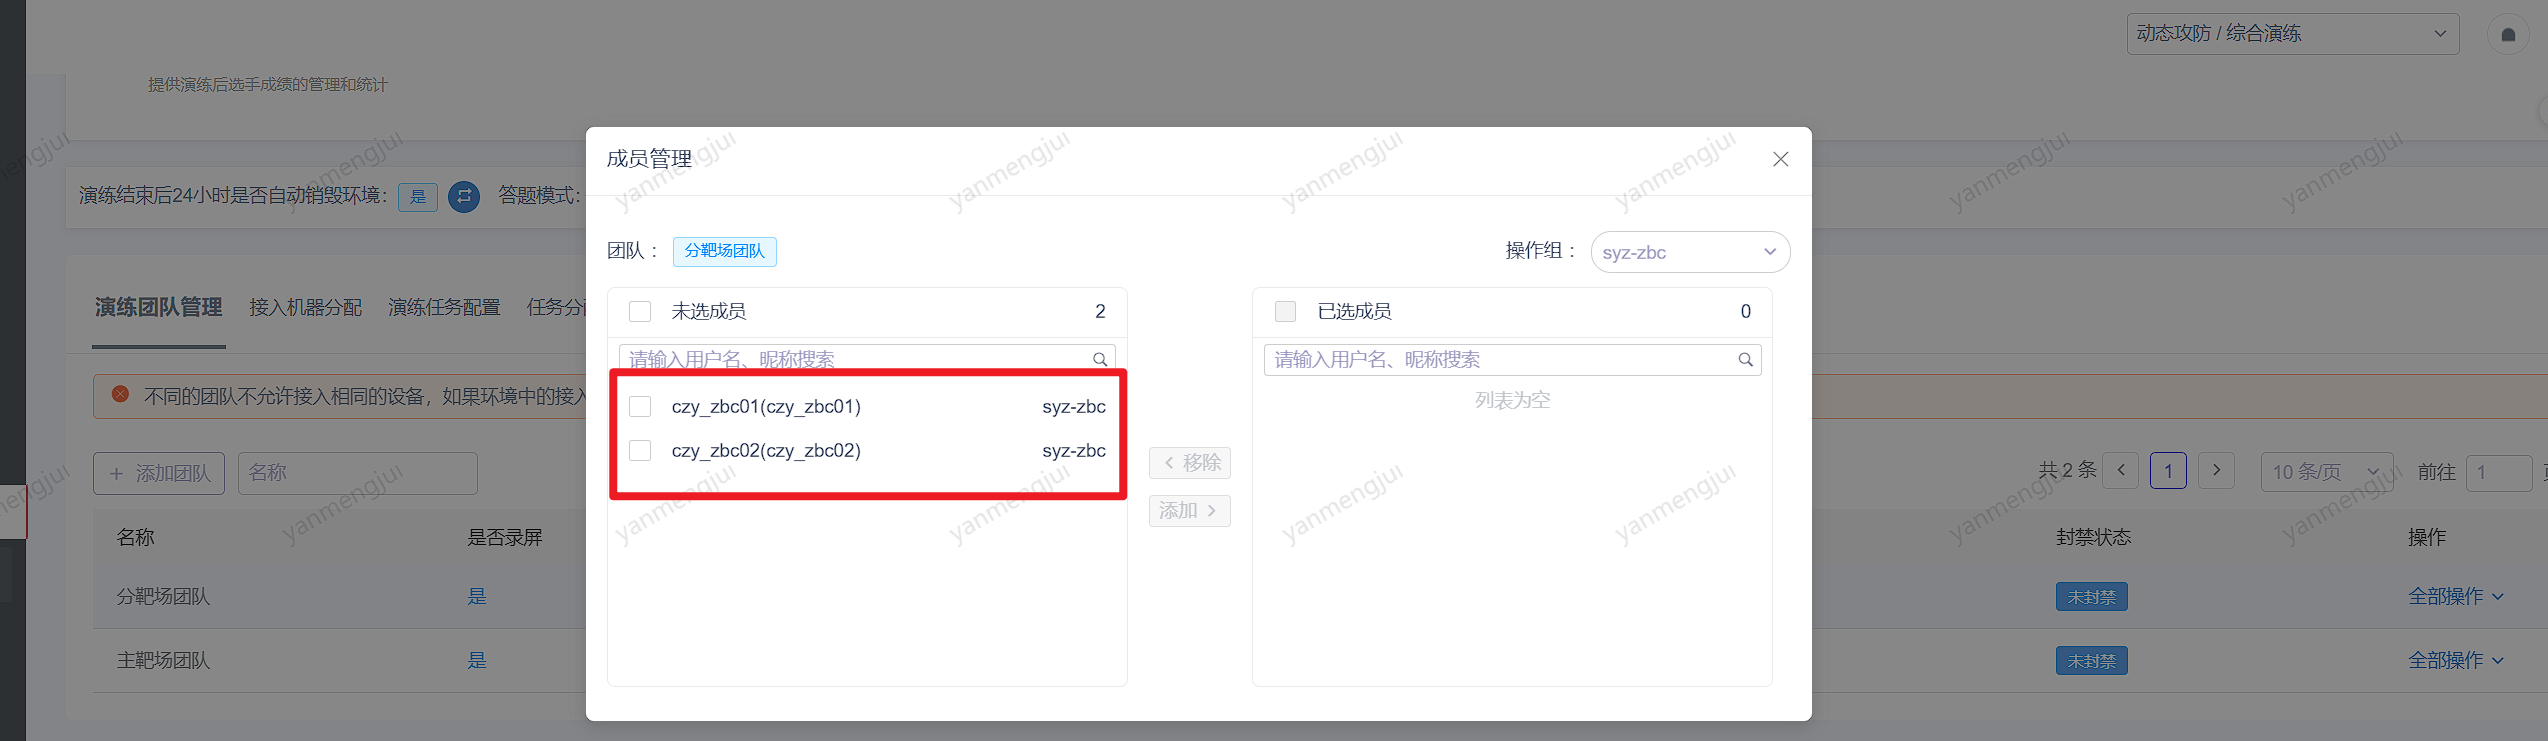 动态攻防 / 综合演练
提供演练后选手成绩的管理和统计
成员管理
演练结束后24小时是否自动销毁环境： 是 答题模式：
团队： 分靶场团队 操作组： syz-zbc
演练团队管理 接入机器分配 演练任务配置 任务分
未选成员 2
已选成员 0
请输入用户名、昵称搜索
请输入用户名、昵称搜索
不同的团队不允许接入相同的设备，如果环境中的接入
czy_zbc01(czy_zbc01) syz-zbc
czy_zbc02(czy_zbc02) syz-zbc
列表为空
移除
添加
+ 添加团队 名称
共 2 条 1 10 条/页 前往 1
名称 是否录屏 封禁状态 操作
分靶场团队 是 未封禁 全部操作
主靶场团队 是 未封禁 全部操作
yanmengjui
yanmengjui
yanmengjui
yanmengjui
yanmengjui
yanmengjui
yanmengjui
yanmengjui
yanmengjui
yanmengjui
yanmengjui
yanmengjui
yanmengjui
yanmengjui